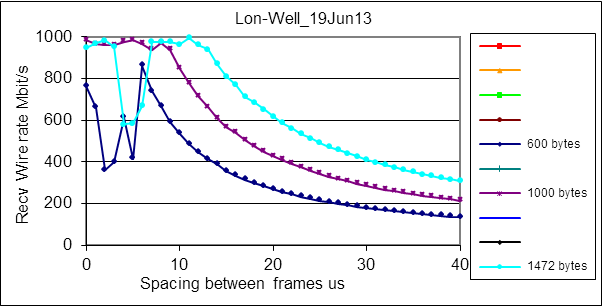 Lon-Well_19Jun13
Recv Wire rate Mbit/s
1000
800
600
400
200
0
0
10
20
30
40
Spacing between frames us
600 bytes
1000 bytes
1472 bytes